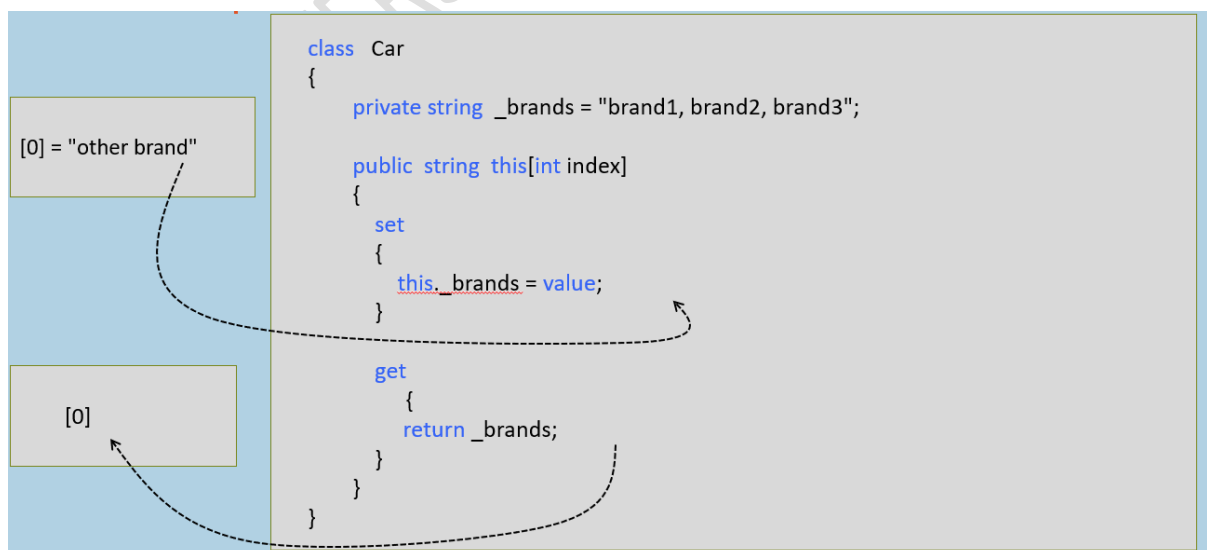 class Car
{
private string _brands = "brand1, brand2, brand3";
[0] = "other brand"
public string this[int index]
{
set
{
this._brands = value;
}
get
{
[0]
return _brands;
}
}
}